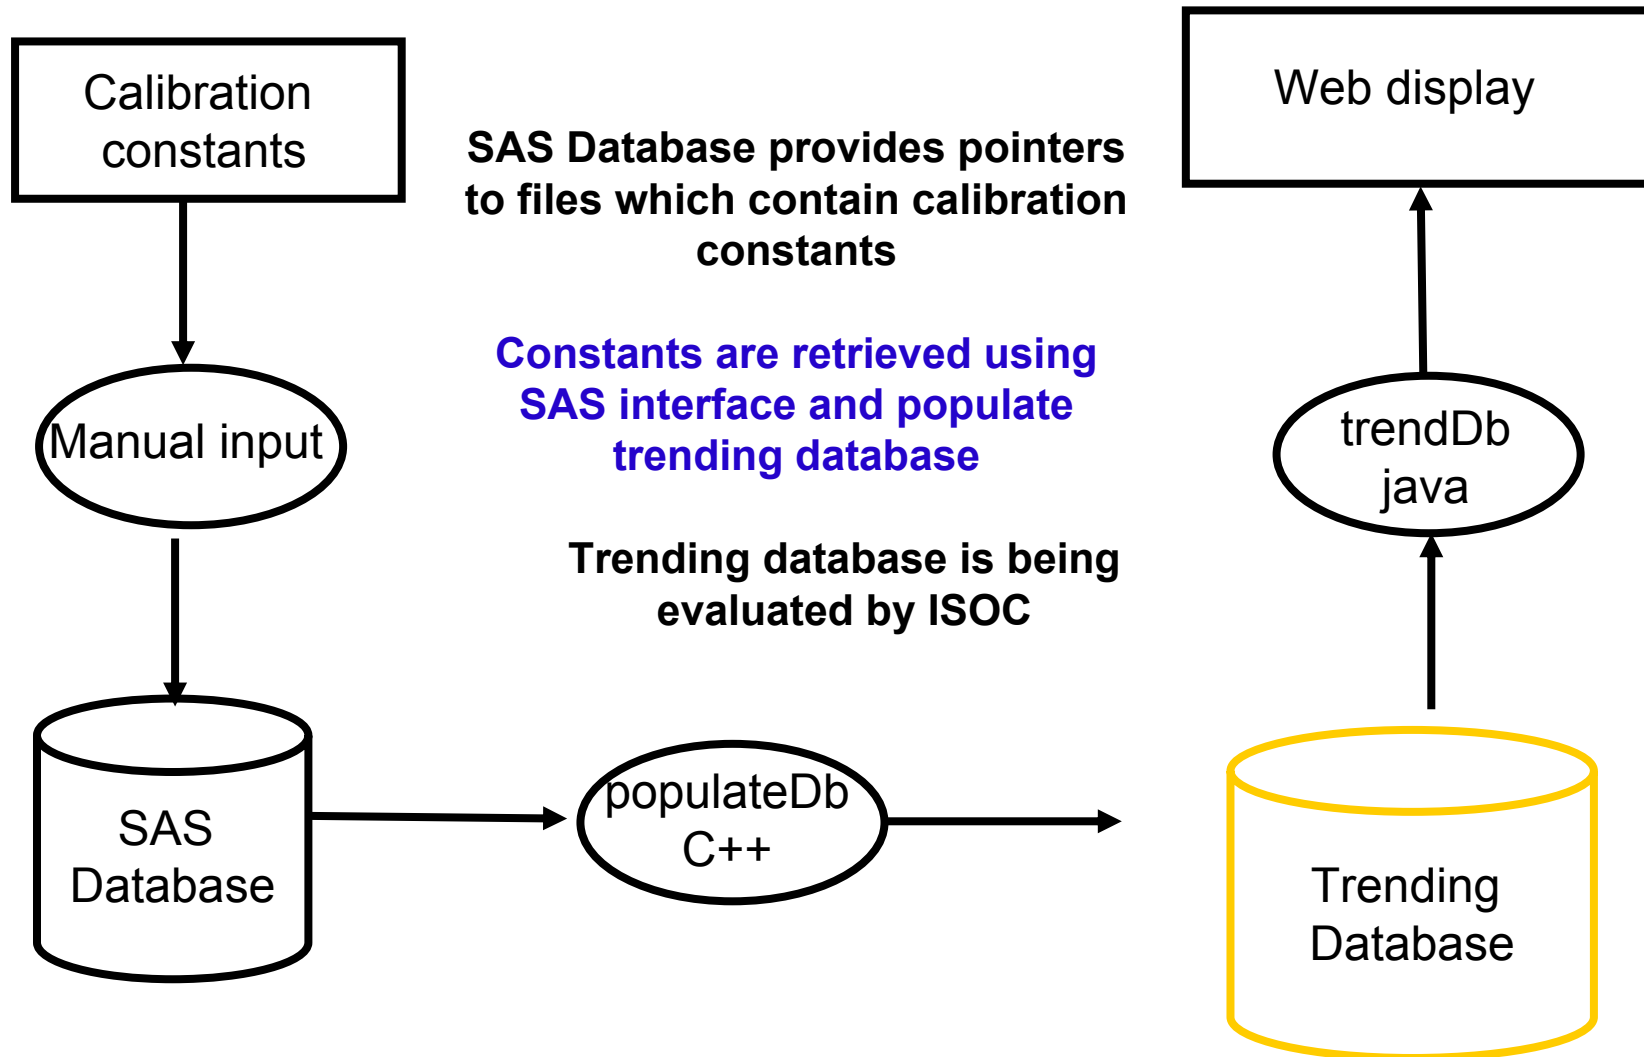 Calibration
constants
Web display
SAS Database provides pointers
to files which contain calibration
constants
Constants are retrieved using
SAS interface and populate
trending database
Manual input
trendDb
java
Trending database is being
evaluated by ISOC
SAS
Database
populateDb
C++
Trending
Database